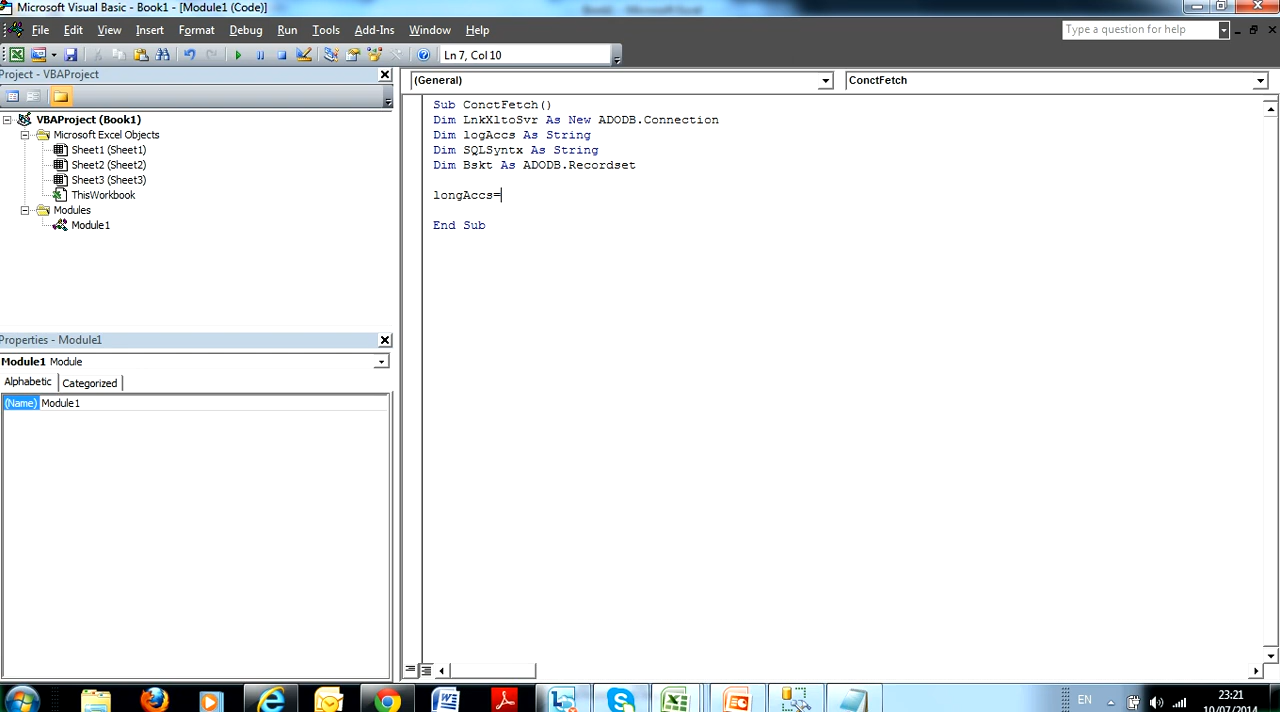 Microsoft Visual Basic - Book1 - [Module1 (Code)]
File Edit View Insert Format Debug Run Tools Add-Ins Window Help
Type a question for help
Ln 7, Col 10
Project - VBAProject
(General)
ConctFetch
VBAProject (Book1)
Microsoft Excel Objects
Sheet1 (Sheet1)
Sheet2 (Sheet2)
Sheet3 (Sheet3)
ThisWorkbook
Modules
Module1
Sub ConctFetch()
Dim LnkXltoSvr As New ADODB.Connection
Dim logAccs As String
Dim SQLSyntx As String
Dim Bskt As ADODB.Recordset
longAccs=
End Sub
Properties - Module1
Module1 Module
Alphabetic Categorized
(Name) Module1
EN
23:21
10/07/2014